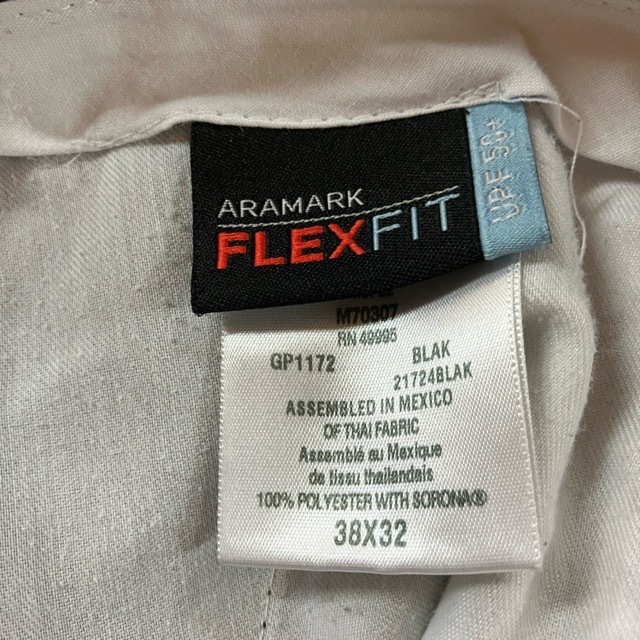 ARAMARK
FLEXFIT
UPF 50+
M70307
RN 49995
GP1172 BLAK
21724BLAK
ASSEMBLED IN MEXICO
OF THAI FABRIC
Assemblé au Mexique
de tissu thaïlandais
100% POLYESTER WITH SORONA®
38X32